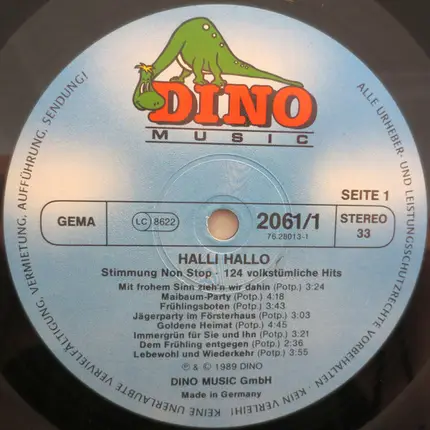 DINO
MUSIC
SEITE 1
GEMA
LC 8622
2061/1
76.28013-1
STEREO
33
HALLI HALLO
Stimmung Non Stop - 124 volkstümliche Hits
Mit frohem Sinn zieh'n wir dahin (Potp.) 3:24
Maibaum-Party (Potp.) 4:18
Frühlingsboten (Potp.) 3:43
Jägerparty im Försterhaus (Potp.) 3:03
Goldene Heimat (Potp.) 4:45
Immergrün für Sie und Ihn (Potp.) 3:21
Dem Frühling entgegen (Potp.) 2:36
Lebewohl und Wiederkehr (Potp.) 3:55
℗ & © 1989 DINO
DINO MUSIC GmbH
Made in Germany
ALLE URHEBER- UND LEISTUNGSSCHUTZRECHTE VORBEHALTEN · KEIN VERLEIH! · KEINE UNERLAUBTE VERVIELFÄLTIGUNG, VERMIETUNG, AUFFÜHRUNG, SENDUNG!